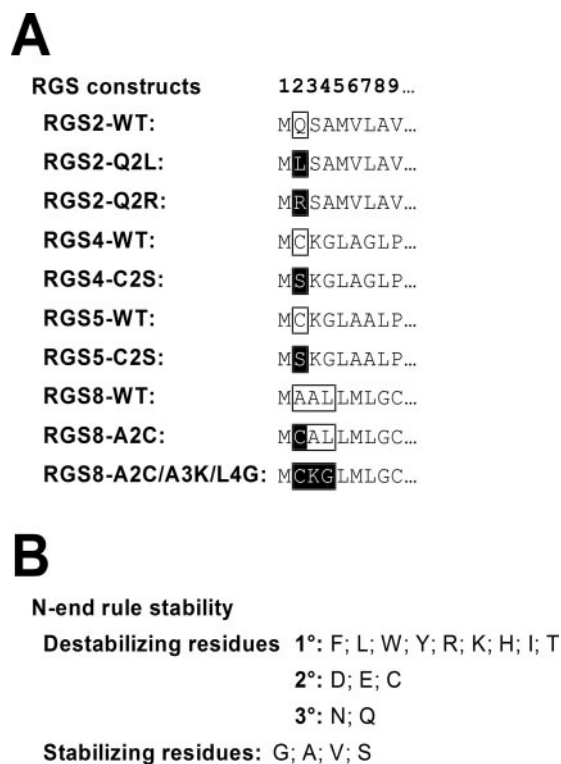 A
RGS constructs 123456789…
RGS2-WT: MQSAMVLAV…
RGS2-Q2L: MLSAMVLAV…
RGS2-Q2R: MRSAMVLAV…
RGS4-WT: MCKGLAGLP…
RGS4-C2S: MSKGLAGLP…
RGS5-WT: MCKGLAALP…
RGS5-C2S: MSKGLAALP…
RGS8-WT: MAALLMLGC…
RGS8-A2C: MCALLMLGC…
RGS8-A2C/A3K/L4G: MCKGLMLGC…
B
N-end rule stability
Destabilizing residues 1°: F; L; W; Y; R; K; H; I; T
2°: D; E; C
3°: N; Q
Stabilizing residues: G; A; V; S